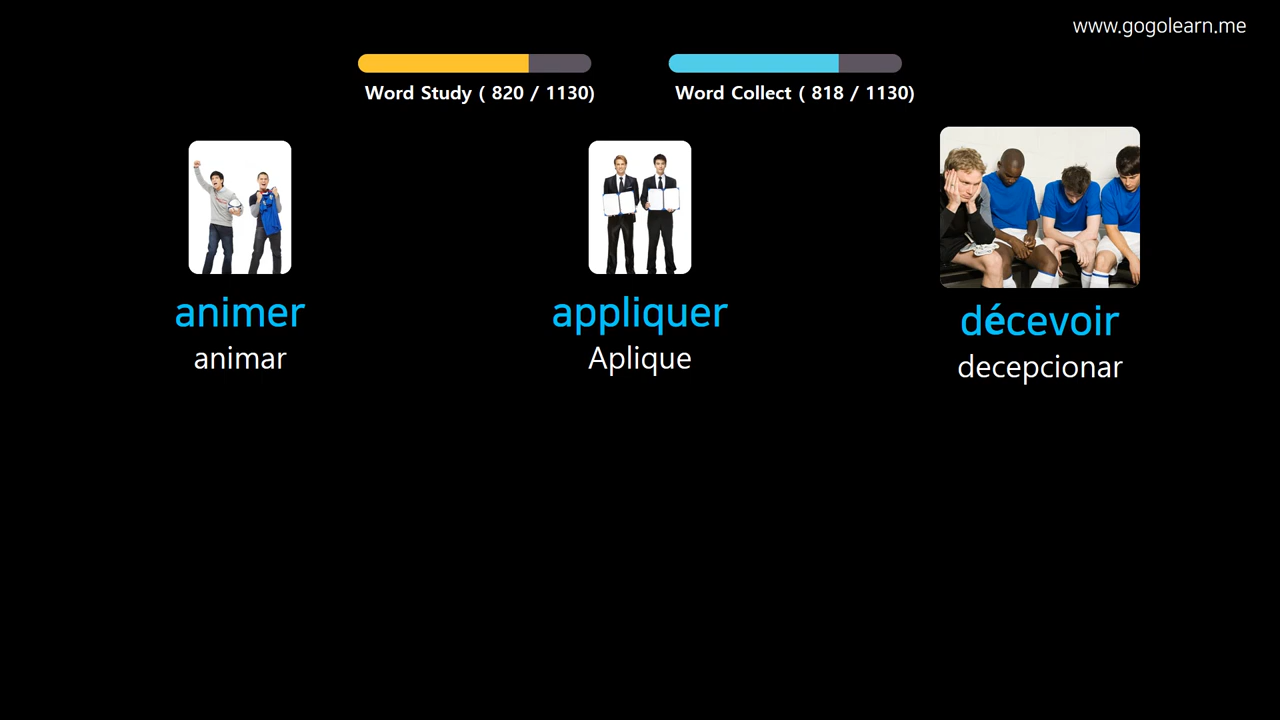 www.gogolearn.me
Word Study ( 820 / 1130)
Word Collect ( 818 / 1130)
animer
animar
appliquer
Aplique
décevoir
decepcionar